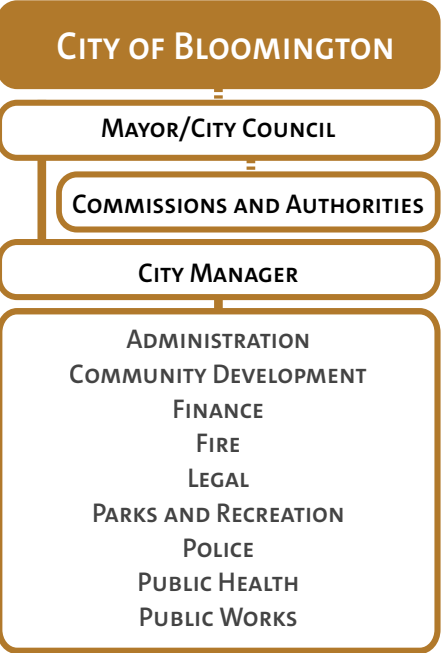 City of Bloomington
Mayor/City Council
Commissions and Authorities
City Manager
Administration
Community Development
Finance
Fire
Legal
Parks and Recreation
Police
Public Health
Public Works